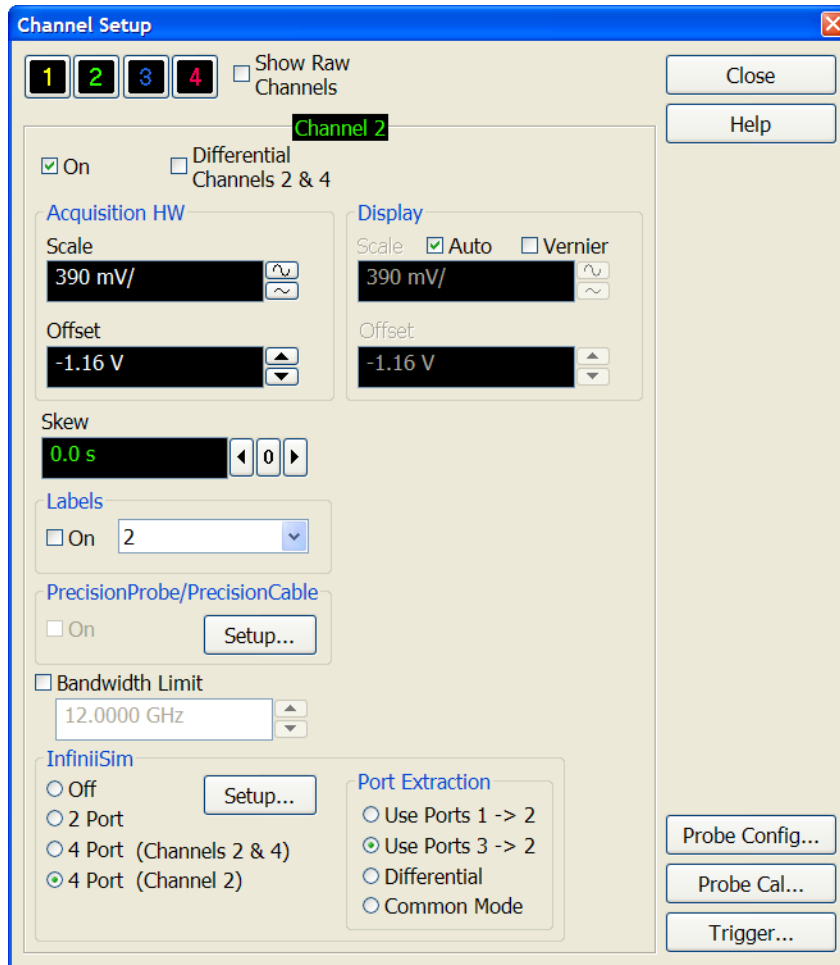 Channel Setup
1 2 3 4
Show Raw
Channels
Close
Help
Channel 2
On
Differential
Channels 2 & 4
Acquisition HW
Display
Scale
Scale Auto Vernier
390 mV/
390 mV/
Offset
Offset
-1.16 V
-1.16 V
Skew
0.0 s
0
Labels
On 2
PrecisionProbe/PrecisionCable
On Setup...
Bandwidth Limit
12.0000 GHz
InfiniiSim
Off
Setup...
2 Port
4 Port (Channels 2 & 4)
4 Port (Channel 2)
Port Extraction
Use Ports 1 -> 2
Use Ports 3 -> 2
Differential
Common Mode
Probe Config...
Probe Cal...
Trigger...